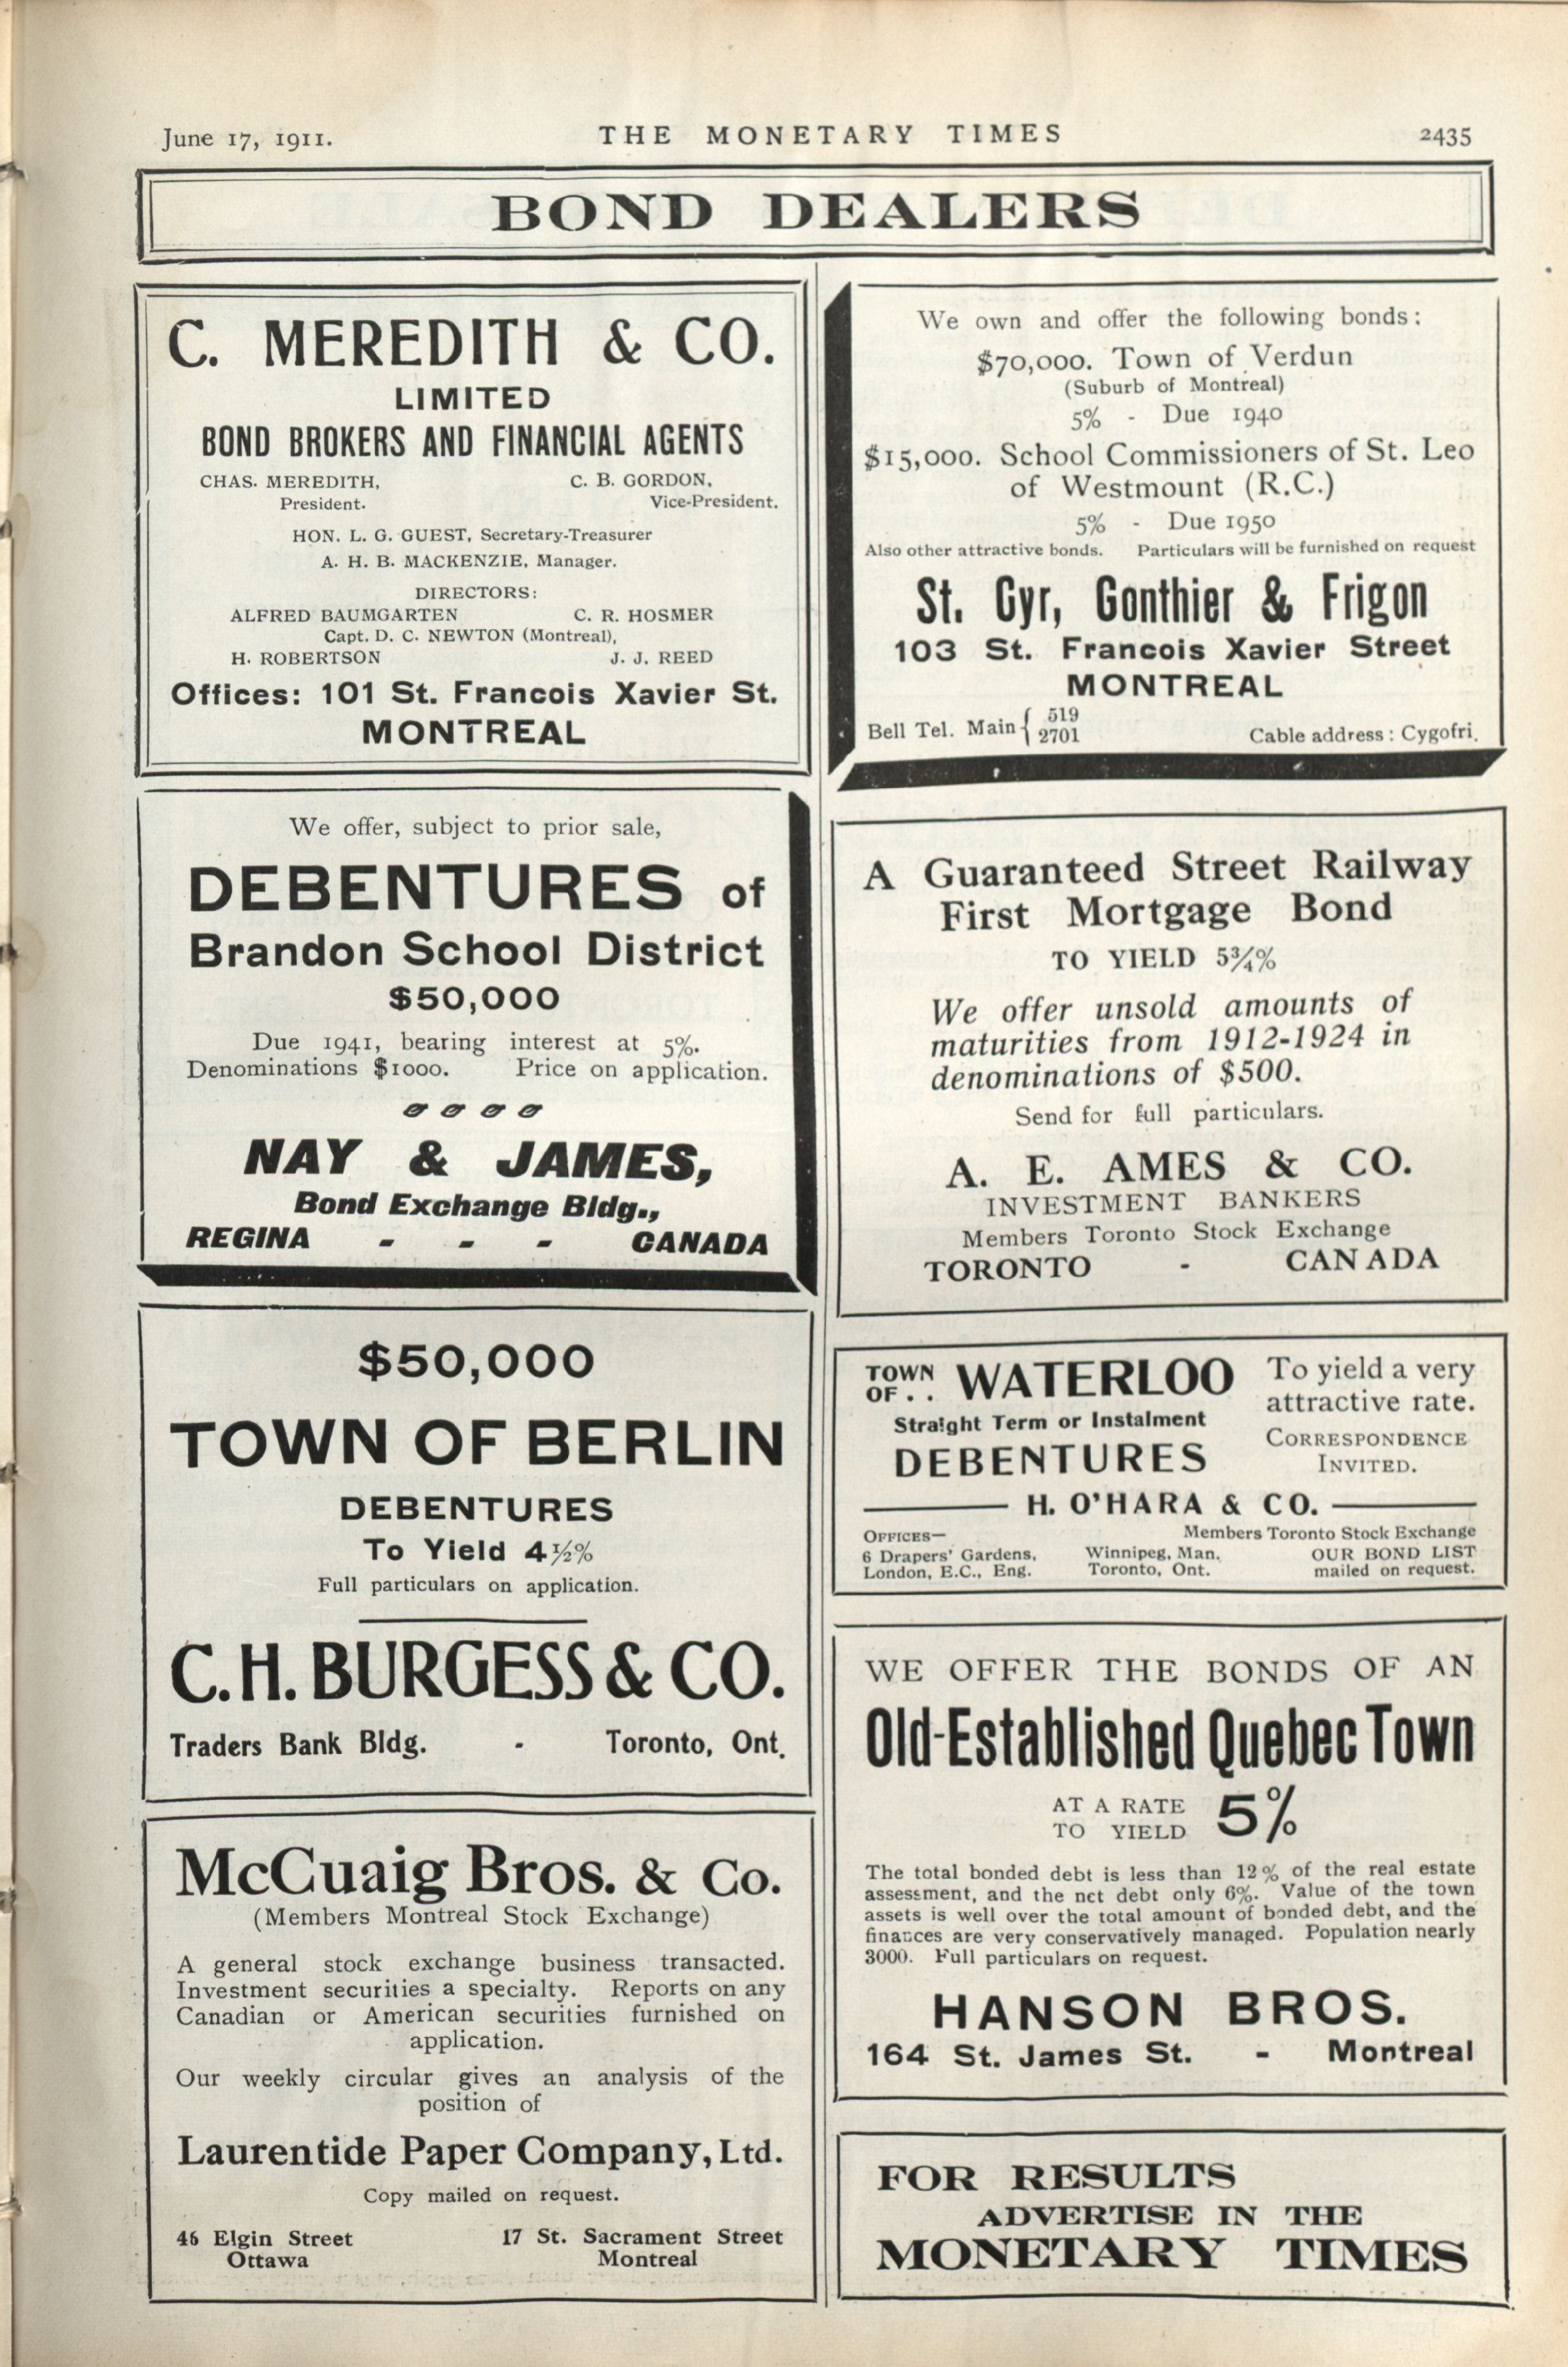 June 17, 1911.
THE MONETARY TIMES
2435
BOND DEALERS
C. MEREDITH & CO.
LIMITED
BOND BROKERS AND FINANCIAL AGENTS
CHAS. MEREDITH, C. B. GORDON,
President. Vice-President.
HON. L. G. GUEST, Secretary-Treasurer
A. H. B. MACKENZIE, Manager.
DIRECTORS:
ALFRED BAUMGARTEN C. R. HOSMER
Capt. D. C. NEWTON (Montreal),
H. ROBERTSON J. J. REED
Offices: 101 St. Francois Xavier St.
MONTREAL
We offer, subject to prior sale,
DEBENTURES of
Brandon School District
$50,000
Due 1941, bearing interest at 5%.
Denominations $1000. Price on application.
NAY & JAMES,
Bond Exchange Bldg.,
REGINA - - - CANADA
$50,000
TOWN OF BERLIN
DEBENTURES
To Yield 4½%
Full particulars on application.
C.H. BURGESS & CO.
Traders Bank Bldg. - Toronto, Ont.
McCuaig Bros. & Co.
(Members Montreal Stock Exchange)
A general stock exchange business transacted.
Investment securities a specialty. Reports on any
Canadian or American securities furnished on
application.
Our weekly circular gives an analysis of the
position of
Laurentide Paper Company, Ltd.
Copy mailed on request.
46 Elgin Street 17 St. Sacrament Street
Ottawa Montreal
We own and offer the following bonds:
$70,000. Town of Verdun
(Suburb of Montreal)
5% - Due 1940
$15,000. School Commissioners of St. Leo
of Westmount (R.C.)
5% - Due 1950
Also other attractive bonds. Particulars will be furnished on request
St. Cyr, Gonthier & Frigon
103 St. Francois Xavier Street
MONTREAL
Bell Tel. Main { 519
2701
Cable address: Cygofri.
A Guaranteed Street Railway
First Mortgage Bond
TO YIELD 5¾%
We offer unsold amounts of
maturities from 1912-1924 in
denominations of $500.
Send for full particulars.
A. E. AMES & CO.
INVESTMENT BANKERS
Members Toronto Stock Exchange
TORONTO - CANADA
TOWN
OF . . WATERLOO
Straight Term or Instalment
DEBENTURES
To yield a very
attractive rate.
CORRESPONDENCE
INVITED.
H. O'HARA & CO.
OFFICES— Members Toronto Stock Exchange
6 Drapers' Gardens, Winnipeg, Man. OUR BOND LIST
London, E.C., Eng. Toronto, Ont. mailed on request.
WE OFFER THE BONDS OF AN
Old-Established Quebec Town
AT A RATE
TO YIELD 5%
The total bonded debt is less than 12% of the real estate
assessment, and the net debt only 6%. Value of the town
assets is well over the total amount of bonded debt, and the
finances are very conservatively managed. Population nearly
3000. Full particulars on request.
HANSON BROS.
164 St. James St. - Montreal
FOR RESULTS
ADVERTISE IN THE
MONETARY TIMES